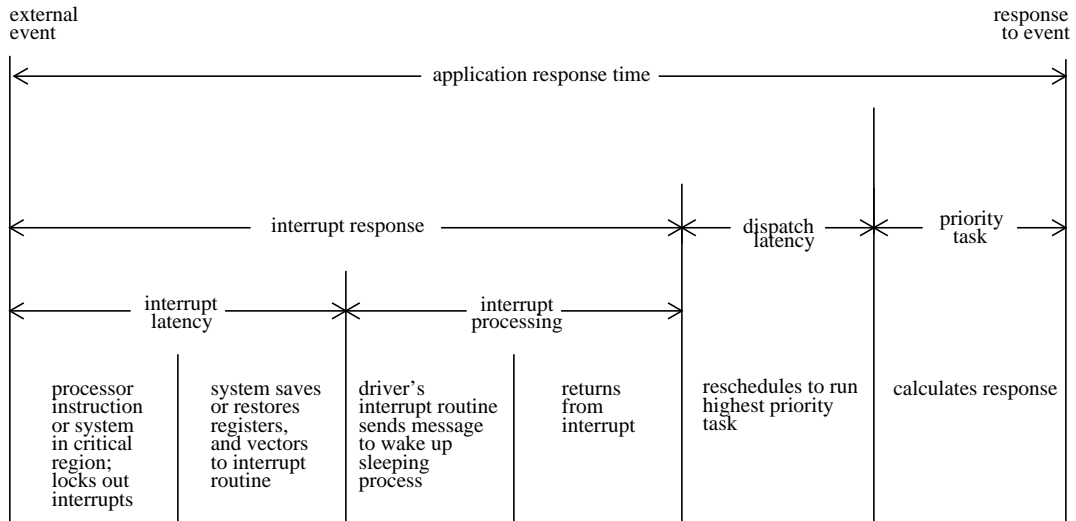 external
event
response
to event
application response time
interrupt response
dispatch
latency
priority
task
interrupt
latency
interrupt
processing
processor
instruction
or system
in critical
region;
locks out
interrupts
system saves
or restores
registers,
and vectors
to interrupt
routine
driver's
interrupt routine
sends message
to wake up
sleeping
process
returns
from
interrupt
reschedules to run
highest priority
task
calculates response